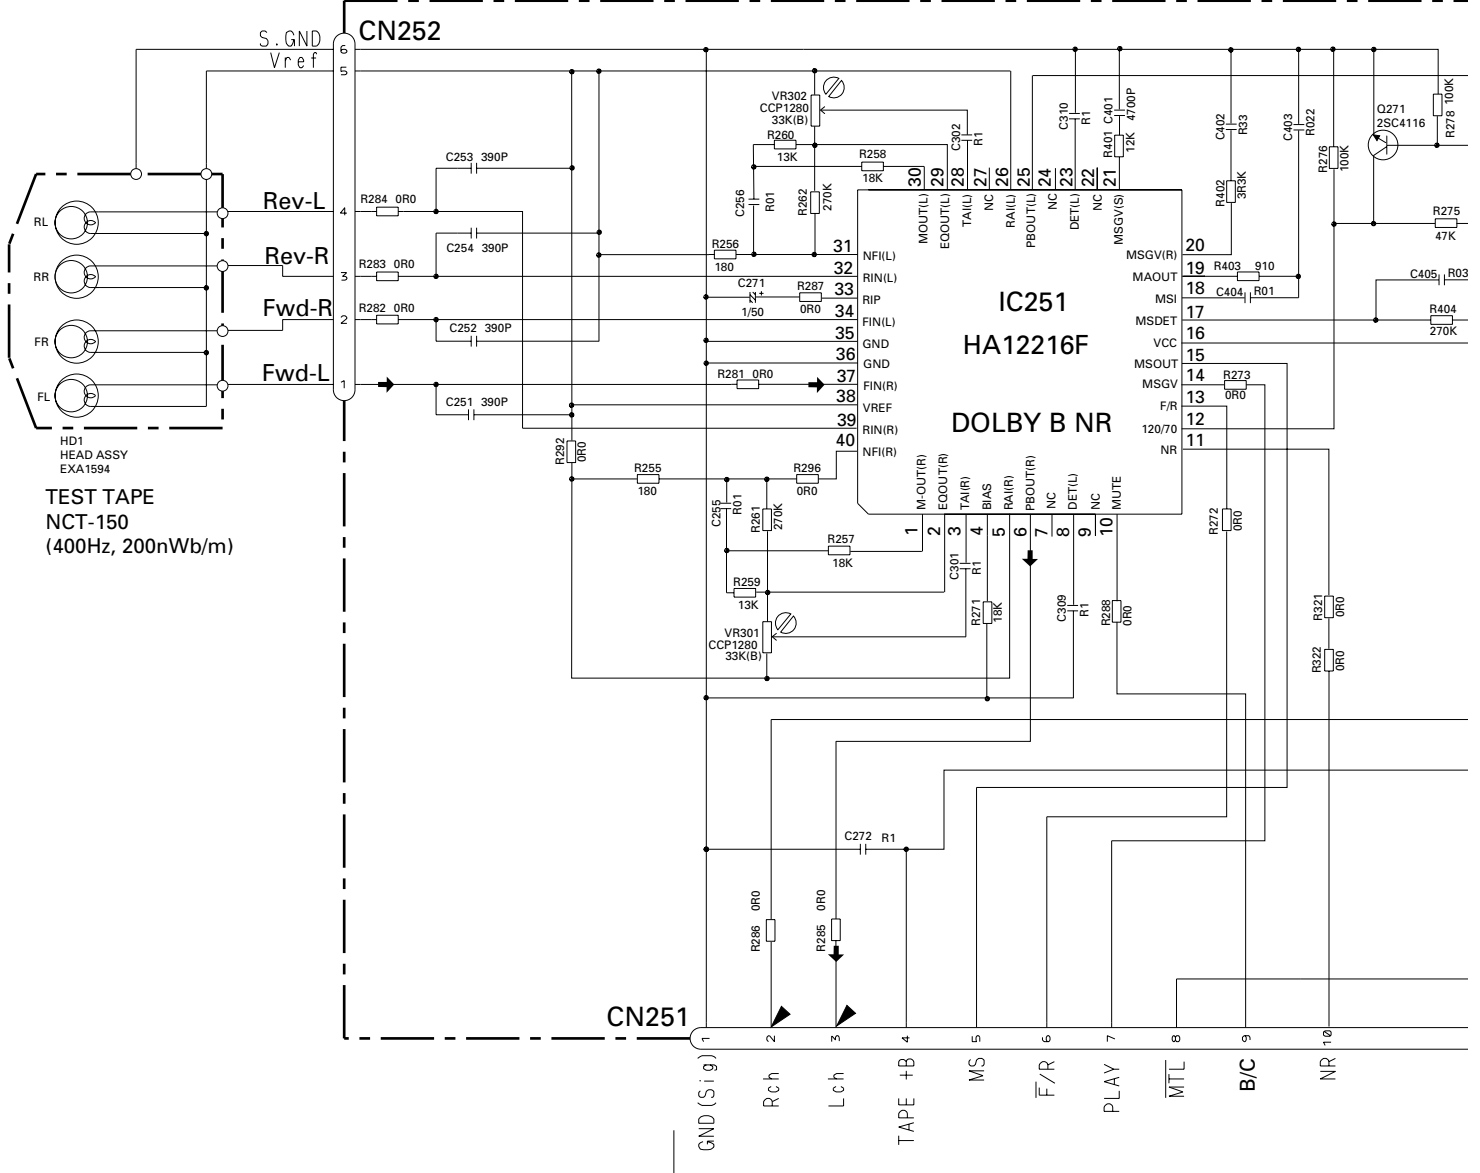 CN252
S.GND
Vref
6
5
4
3
2
1
Rev-L
Rev-R
Fwd-R
Fwd-L
RL
RR
FR
FL
HD1
HEAD ASSY
EXA1594
TEST TAPE
NCT-150
(400Hz, 200nWb/m)
R284 0R0
R283 0R0
R282 0R0
C253 390P
C254 390P
C252 390P
C251 390P
R281 0R0
VR302
CCP1280
33K(B)
R260
13K
R258
18K
C256
R01
R262
270K
C302
R1
C310
R1
C401
4700P
R401
12K
C402
R33
R402
3R3K
C403
R022
R276
100K
Q271
2SC4116
R278 100K
R275
47K
C405 R03
R404
270K
R256
180
C271
+
1/50
R287
0R0
R403 910
C404 R01
R273
0R0
30
29
28
27
26
25
24
23
22
21
MOUT(L)
EQOUT(L)
TAI(L)
NC
RAI(L)
PBOUT(L)
NC
DET(L)
NC
MSGV(S)
31 NFI(L)
32 RIN(L)
33 RIP
34 FIN(L)
35 GND
36 GND
37 FIN(R)
38 VREF
39 RIN(R)
40 NFI(R)
IC251
HA12216F
DOLBY B NR
MSGV(R) 20
MAOUT 19
MSI 18
MSDET 17
VCC 16
MSOUT 15
MSGV 14
F/R 13
120/70 12
NR 11
M-OUT(R)
EQOUT(R)
TAI(R)
BIAS
RAI(R)
PBOUT(R)
NC
DET(L)
NC
MUTE
1
2
3
4
5
6
7
8
9
10
R292
0R0
R255
180
R296
0R0
C255
R01
R261
270K
R257
18K
R259
13K
VR301
CCP1280
33K(B)
C301
R1
R271
18K
C309
R1
R288
0R0
R272
0R0
R321
0R0
R322
0R0
C272 R1
R286 0R0
R285 0R0
CN251
1
2
3
4
5
6
7
8
9
10
GND(Sig)
Rch
Lch
TAPE +B
MS
F̅/R
PLAY
M̅T̅L̅
B/C
NR